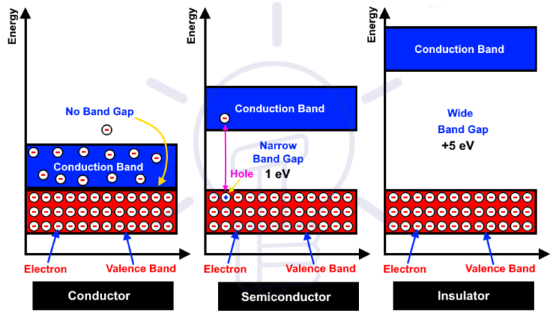 Energy
No Band Gap
Conduction Band
Electron
Valence Band
Conductor
Energy
Conduction Band
Narrow
Band Gap
Hole
1 eV
Electron
Valence Band
Semiconductor
Energy
Conduction Band
Wide
Band Gap
+5 eV
Electron
Valence Band
Insulator